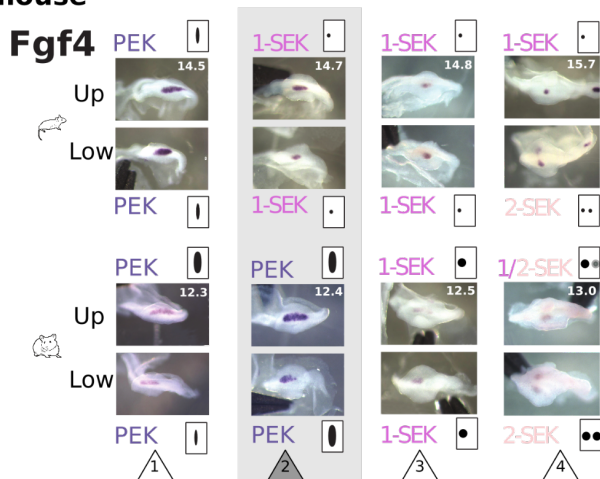 mouse
Fgf4 PEK 1-SEK 1-SEK 1-SEK
Up 14.5 14.7 14.8 15.7
Low
PEK 1-SEK 1-SEK 2-SEK
PEK PEK 1-SEK 1/2-SEK
Up 12.3 12.4 12.5 13.0
Low
PEK PEK 1-SEK 2-SEK
1 2 3 4